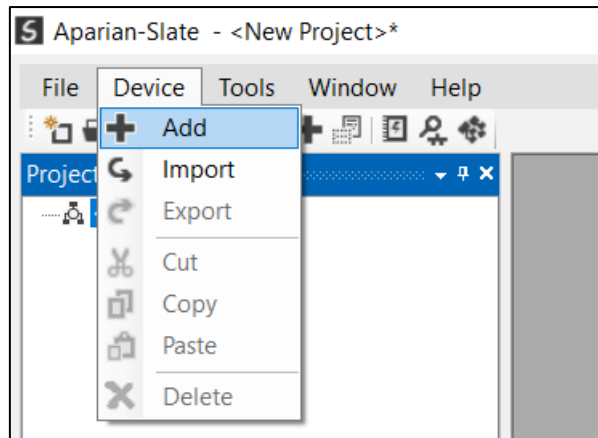 Aparian-Slate - <New Project>*
File Device Tools Window Help
Add
Project
Import
Export
Cut
Copy
Paste
Delete